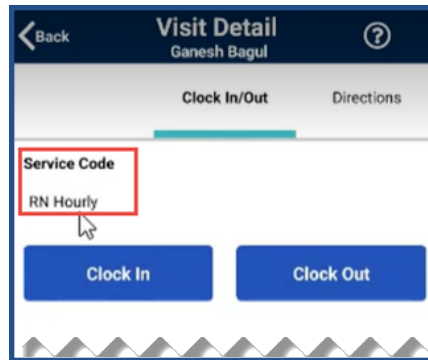 Back
Visit Detail
Ganesh Bagul
?
Clock In/Out
Directions
Service Code
RN Hourly
Clock In
Clock Out